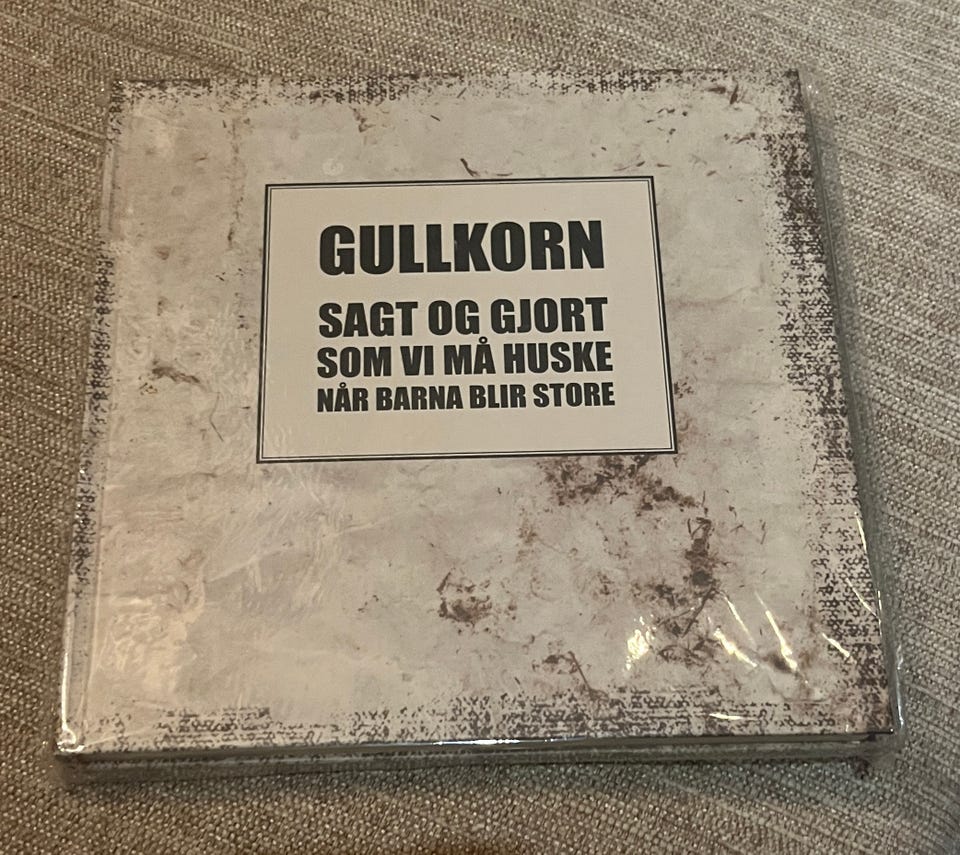 GULLKORN
SAGT OG GJORT
SOM VI MÅ HUSKE
NÅR BARNA BLIR STORE